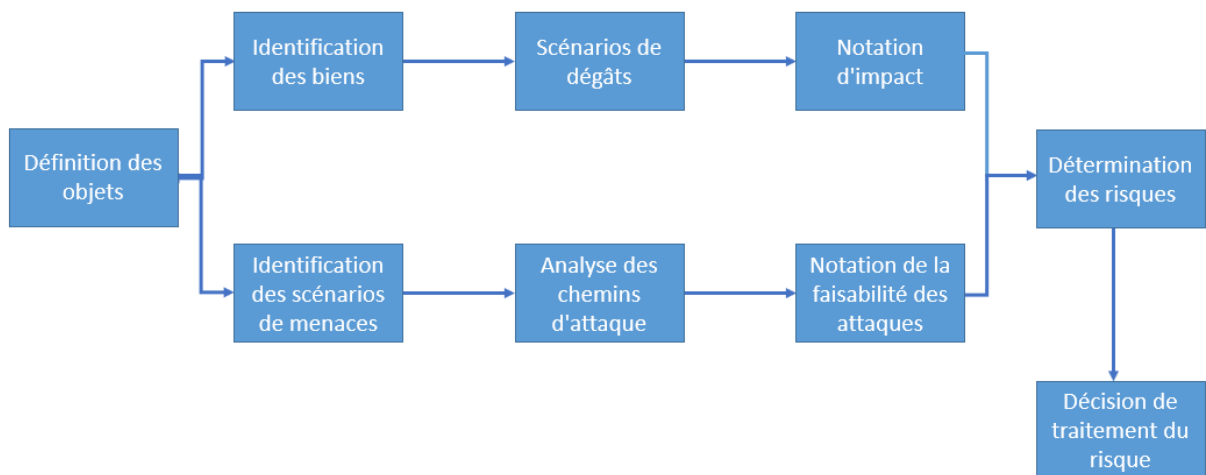 Définition des
objets
Identification
des biens
Scénarios de
dégâts
Notation
d'impact
Identification
des scénarios
de menaces
Analyse des
chemins
d'attaque
Notation de la
faisabilité des
attaques
Détermination
des risques
Décision de
traitement du
risque